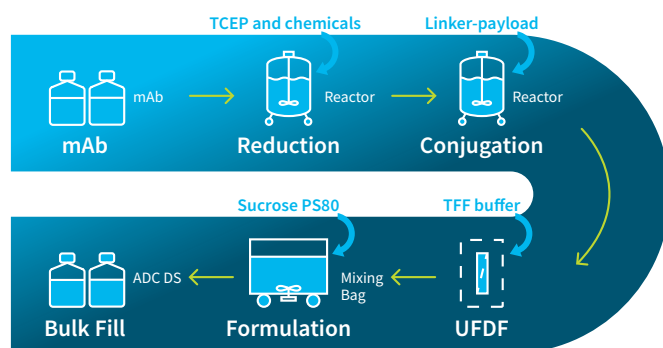 TCEP and chemicals
Linker-payload
mAb
Reactor
Reactor
mAb
Reduction
Conjugation
Sucrose PS80
TFF buffer
ADC DS
Mixing
Bag
Bulk Fill
Formulation
UFDF